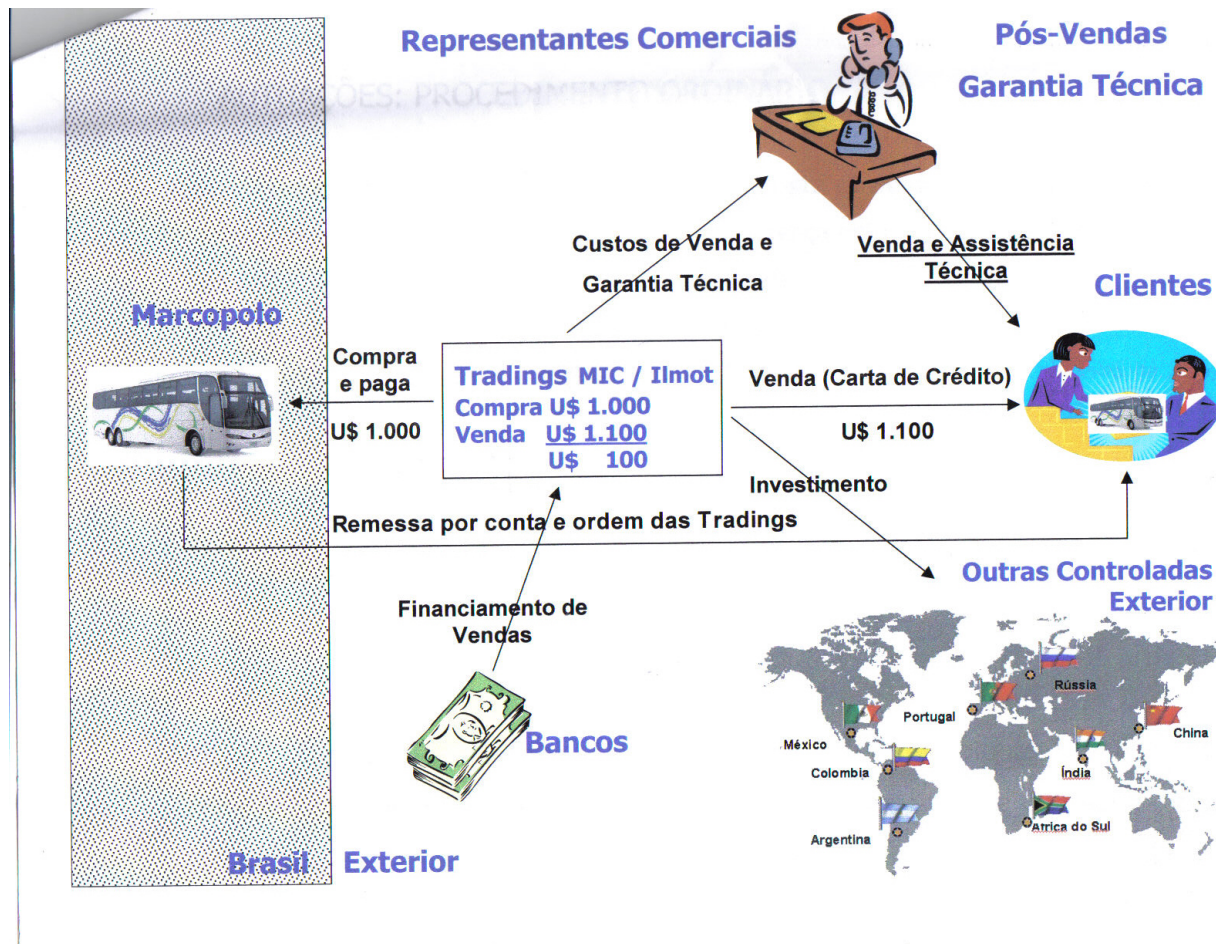 Representantes Comerciais
Pós-Vendas
Garantia Técnica
ÇÕES: PROCEDIMENTO
Custos de Venda e
Garantia Técnica
Venda e Assistência
Técnica
Clientes
Marcopolo
Compra
e paga
U$ 1.000
Tradings MIC / Ilmot
Compra U$ 1.000
Venda U$ 1.100
U$ 100
Venda (Carta de Crédito)
U$ 1.100
Investimento
Remessa por conta e ordem das Tradings
Outras Controladas
Exterior
Financiamento de
Vendas
Bancos
Rússia
Portugal
China
México
Colombia
Índia
Argentina
Africa do Sul
Brasil
Exterior